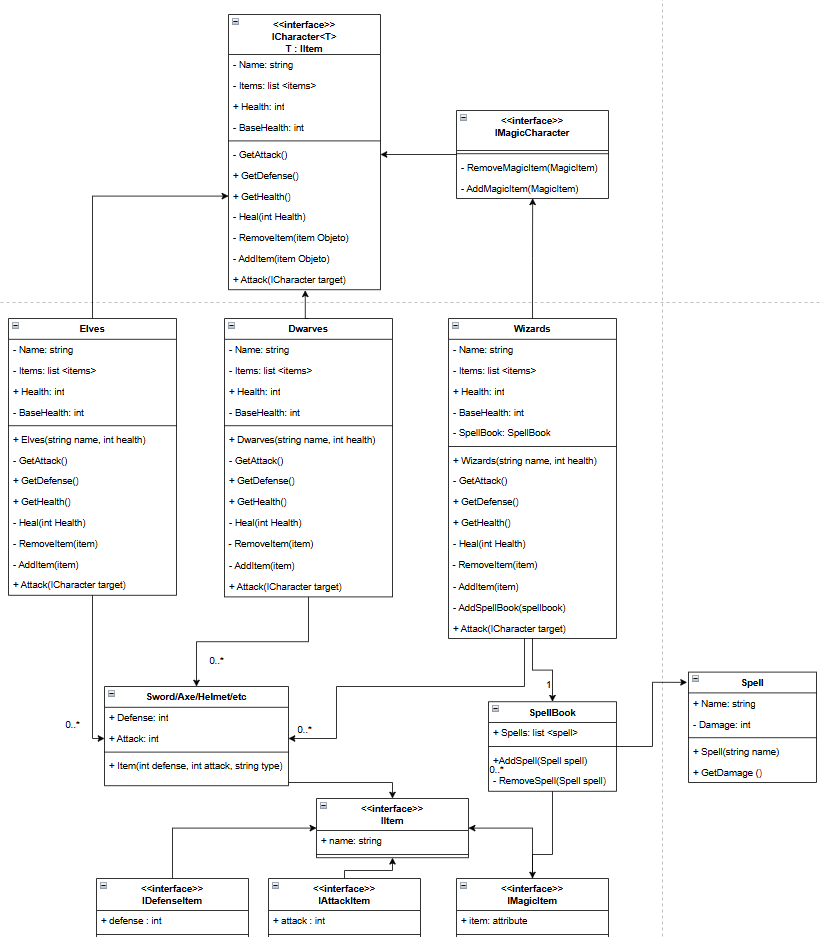 <<interface>>
ICharacter<T>
T : IItem
- Name: string
- Items: list <items>
+ Health: int
- BaseHealth: int
- GetAttack()
+ GetDefense()
+ GetHealth()
- Heal(int Health)
- RemoveItem(item Objeto)
- AddItem(item Objeto)
+ Attack(ICharacter target)
<<interface>>
IMagicCharacter
- RemoveMagicItem(MagicItem)
- AddMagicItem(MagicItem)
Elves
- Name: string
- Items: list <items>
+ Health: int
- BaseHealth: int
+ Elves(string name, int health)
- GetAttack()
+ GetDefense()
+ GetHealth()
- Heal(int Health)
- RemoveItem(item)
- AddItem(item)
+ Attack(ICharacter target)
Dwarves
- Name: string
- Items: list <items>
+ Health: int
- BaseHealth: int
+ Dwarves(string name, int health)
- GetAttack()
+ GetDefense()
+ GetHealth()
- Heal(int Health)
- RemoveItem(item)
- AddItem(item)
+ Attack(ICharacter target)
Wizards
- Name: string
- Items: list <items>
+ Health: int
- BaseHealth: int
- SpellBook: SpellBook
+ Wizards(string name, int health)
- GetAttack()
+ GetDefense()
+ GetHealth()
- Heal(int Health)
- RemoveItem(item)
- AddItem(item)
- AddSpellBook(spellbook)
+ Attack(ICharacter target)
0..*
0..*
0..*
1
Sword/Axe/Helmet/etc
+ Defense: int
+ Attack: int
+ Item(int defense, int attack, string type)
SpellBook
+ Spells: list <spell>
+AddSpell(Spell spell)
0..*
- RemoveSpell(Spell spell)
Spell
+ Name: string
- Damage: int
+ Spell(string name)
+ GetDamage ()
<<interface>>
IItem
+ name: string
<<interface>>
IDefenseItem
+ defense : int
<<interface>>
IAttackItem
+ attack : int
<<interface>>
IMagicItem
+ item: attribute